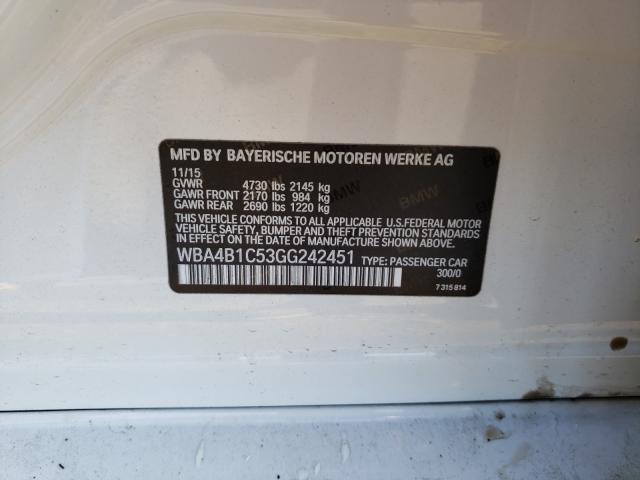 MFD BY BAYERISCHE MOTOREN WERKE AG
11/15
GVWR 4730 lbs 2145 kg
GAWR FRONT 2170 lbs 984 kg
GAWR REAR 2690 lbs 1220 kg
THIS VEHICLE CONFORMS TO ALL APPLICABLE U.S.FEDERAL MOTOR
VEHICLE SAFETY, BUMPER, AND THEFT PREVENTION STANDARDS
IN EFFECT ON THE DATE OF MANUFACTURE SHOWN ABOVE.
WBA4B1C53GG242451 TYPE: PASSENGER CAR
300/0
7 315 814
BMW